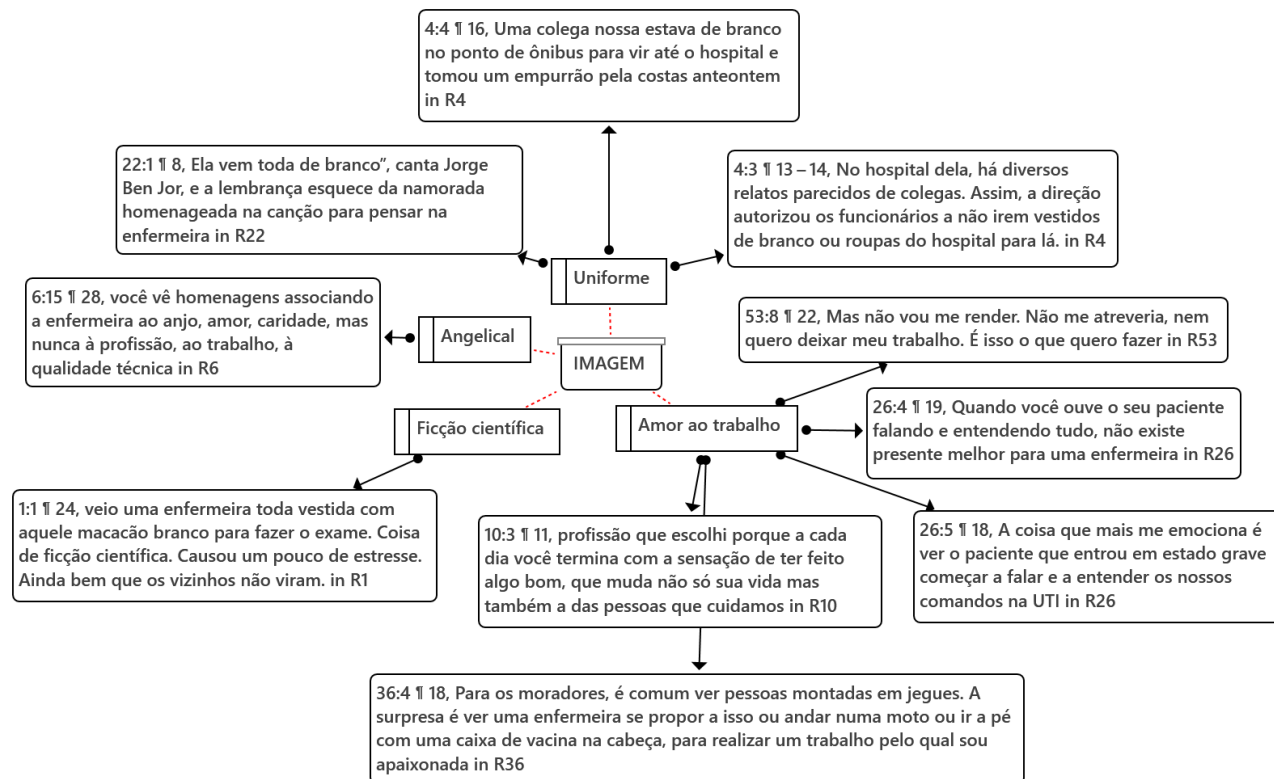 4:4 ¶ 16, Uma colega nossa estava de branco
no ponto de ônibus para vir até o hospital e
tomou um empurrão pela costas anteontem
in R4
22:1 ¶ 8, Ela vem toda de branco”, canta Jorge
Ben Jor, e a lembrança esquece da namorada
homenageada na canção para pensar na
enfermeira in R22
4:3 ¶ 13 – 14, No hospital dela, há diversos
relatos parecidos de colegas. Assim, a direção
autorizou os funcionários a não irem vestidos
de branco ou roupas do hospital para lá. in R4
Uniforme
6:15 ¶ 28, você vê homenagens associando
a enfermeira ao anjo, amor, caridade, mas
nunca à profissão, ao trabalho, à
qualidade técnica in R6
Angelical
IMAGEM
53:8 ¶ 22, Mas não vou me render. Não me atreveria, nem
quero deixar meu trabalho. É isso o que quero fazer in R53
Ficção científica
Amor ao trabalho
26:4 ¶ 19, Quando você ouve o seu paciente
falando e entendendo tudo, não existe
presente melhor para uma enfermeira in R26
1:1 ¶ 24, veio uma enfermeira toda vestida com
aquele macacão branco para fazer o exame. Coisa
de ficção científica. Causou um pouco de estresse.
Ainda bem que os vizinhos não viram. in R1
10:3 ¶ 11, profissão que escolhi porque a cada
dia você termina com a sensação de ter feito
algo bom, que muda não só sua vida mas
também a das pessoas que cuidamos in R10
26:5 ¶ 18, A coisa que mais me emociona é
ver o paciente que entrou em estado grave
começar a falar e a entender os nossos
comandos na UTI in R26
36:4 ¶ 18, Para os moradores, é comum ver pessoas montadas em jegues. A
surpresa é ver uma enfermeira se propor a isso ou andar numa moto ou ir a pé
com uma caixa de vacina na cabeça, para realizar um trabalho pelo qual sou
apaixonada in R36